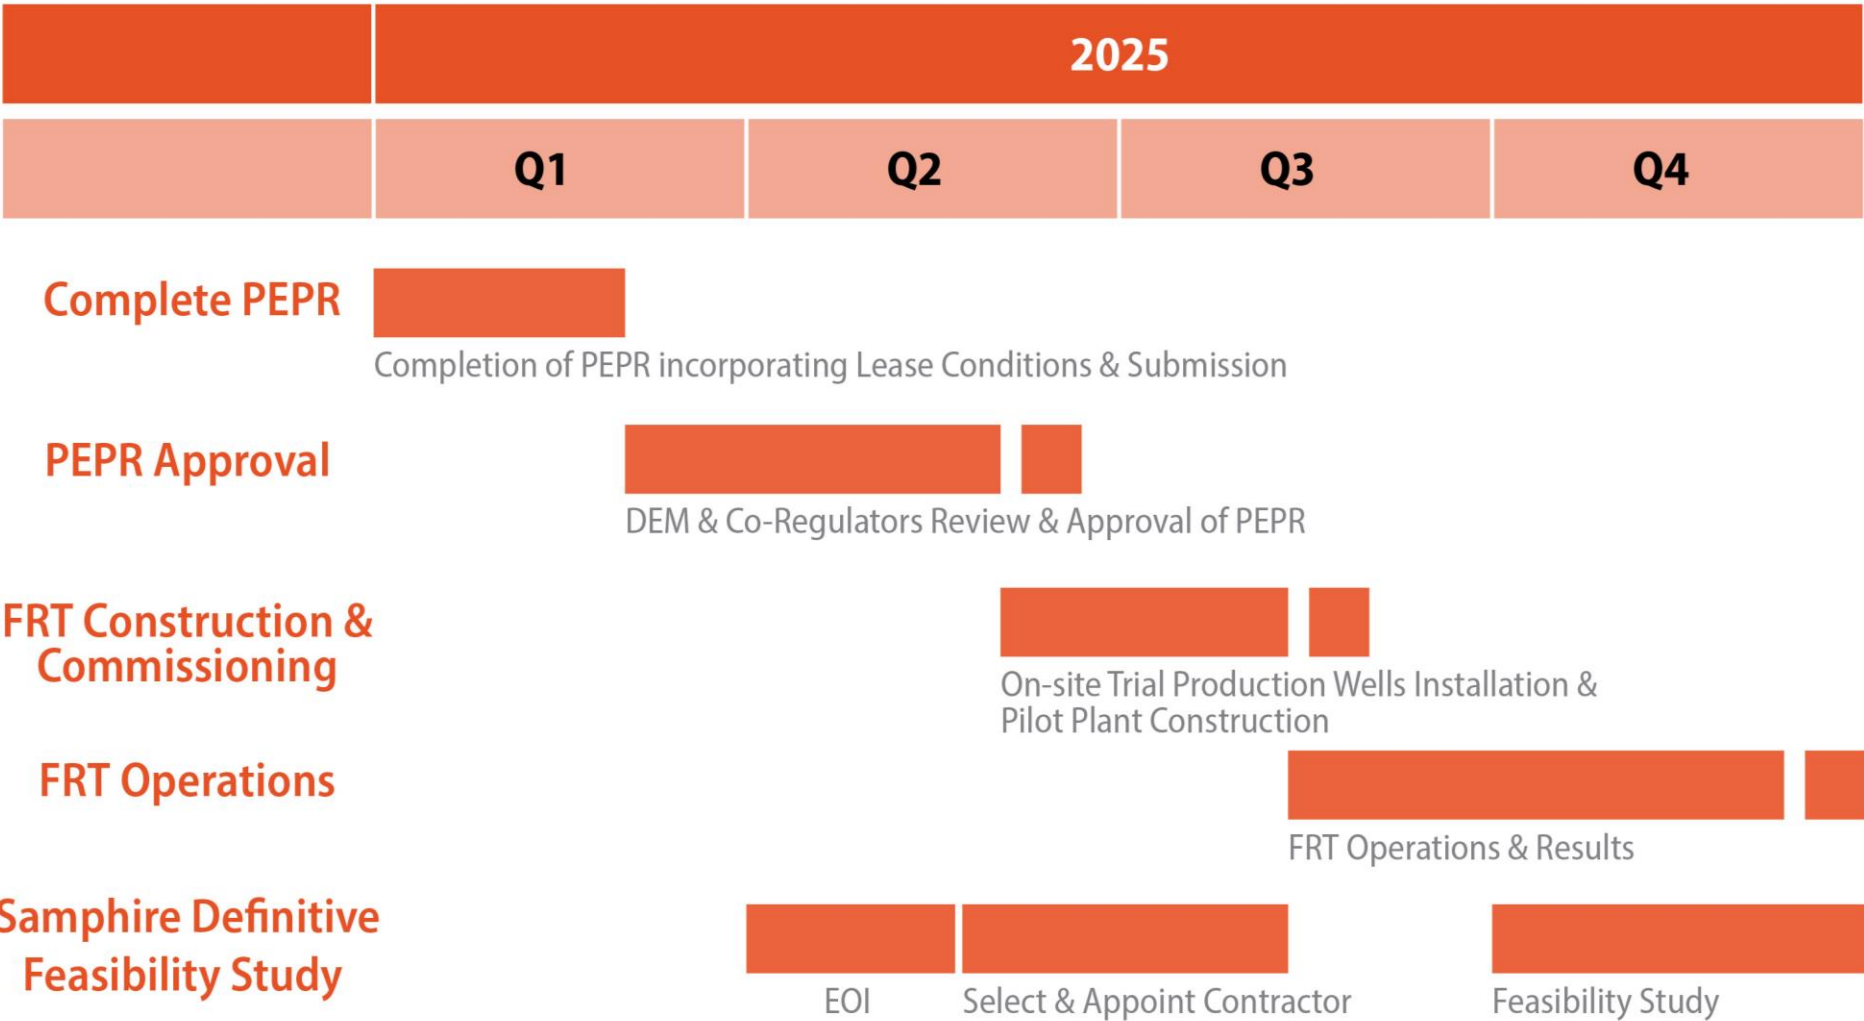 2025
Q1 Q2 Q3 Q4
Complete PEPR
Completion of PEPR incorporating Lease Conditions & Submission
PEPR Approval
DEM & Co-Regulators Review & Approval of PEPR
FRT Construction &
Commissioning
On-site Trial Production Wells Installation &
Pilot Plant Construction
FRT Operations
FRT Operations & Results
Samphire Definitive
Feasibility Study
EOI Select & Appoint Contractor Feasibility Study